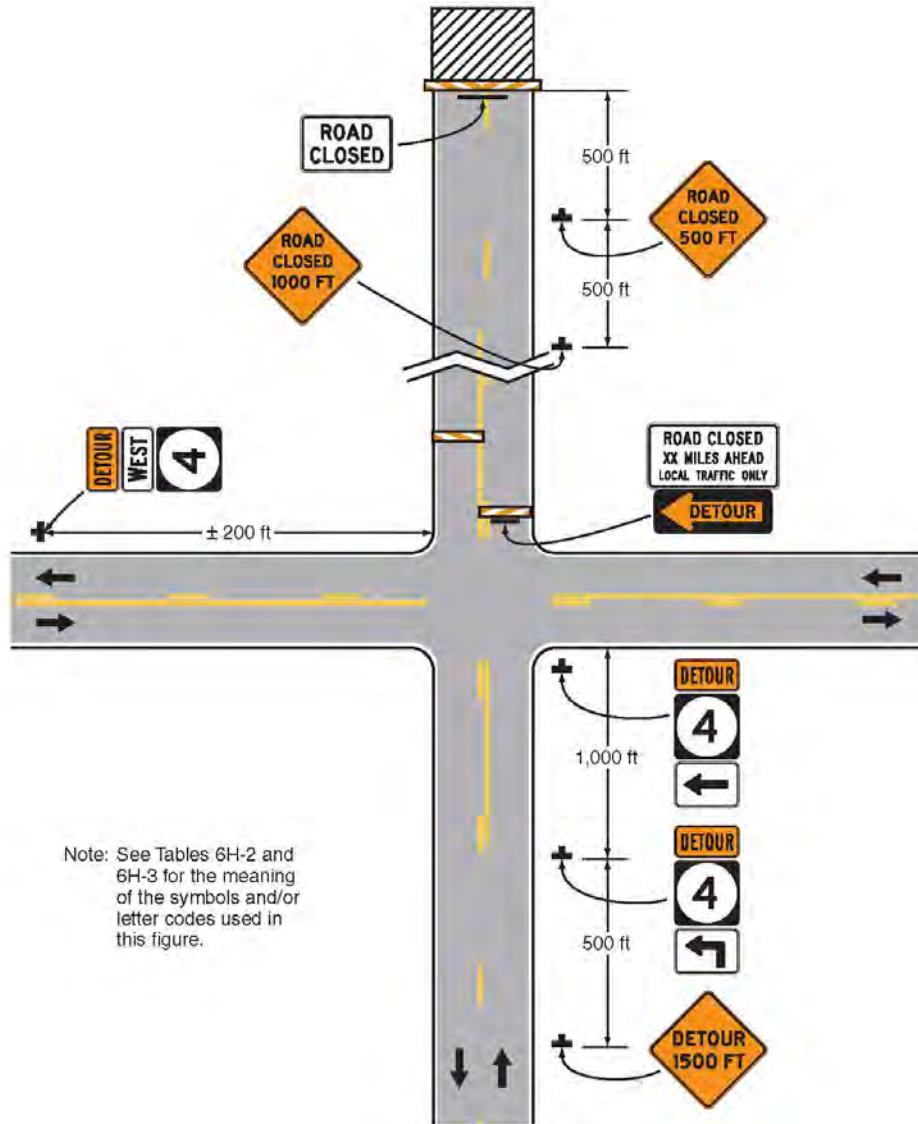 ROAD
CLOSED
500 ft
ROAD
CLOSED
500 FT
ROAD
CLOSED
1000 FT
500 ft
DETOUR
WEST
4
ROAD CLOSED
XX MILES AHEAD
LOCAL TRAFFIC ONLY
DETOUR
± 200 ft
DETOUR
4
1,000 ft
DETOUR
4
Note: See Tables 6H-2 and
6H-3 for the meaning
of the symbols and/or
letter codes used in
this figure.
500 ft
DETOUR
1500 FT